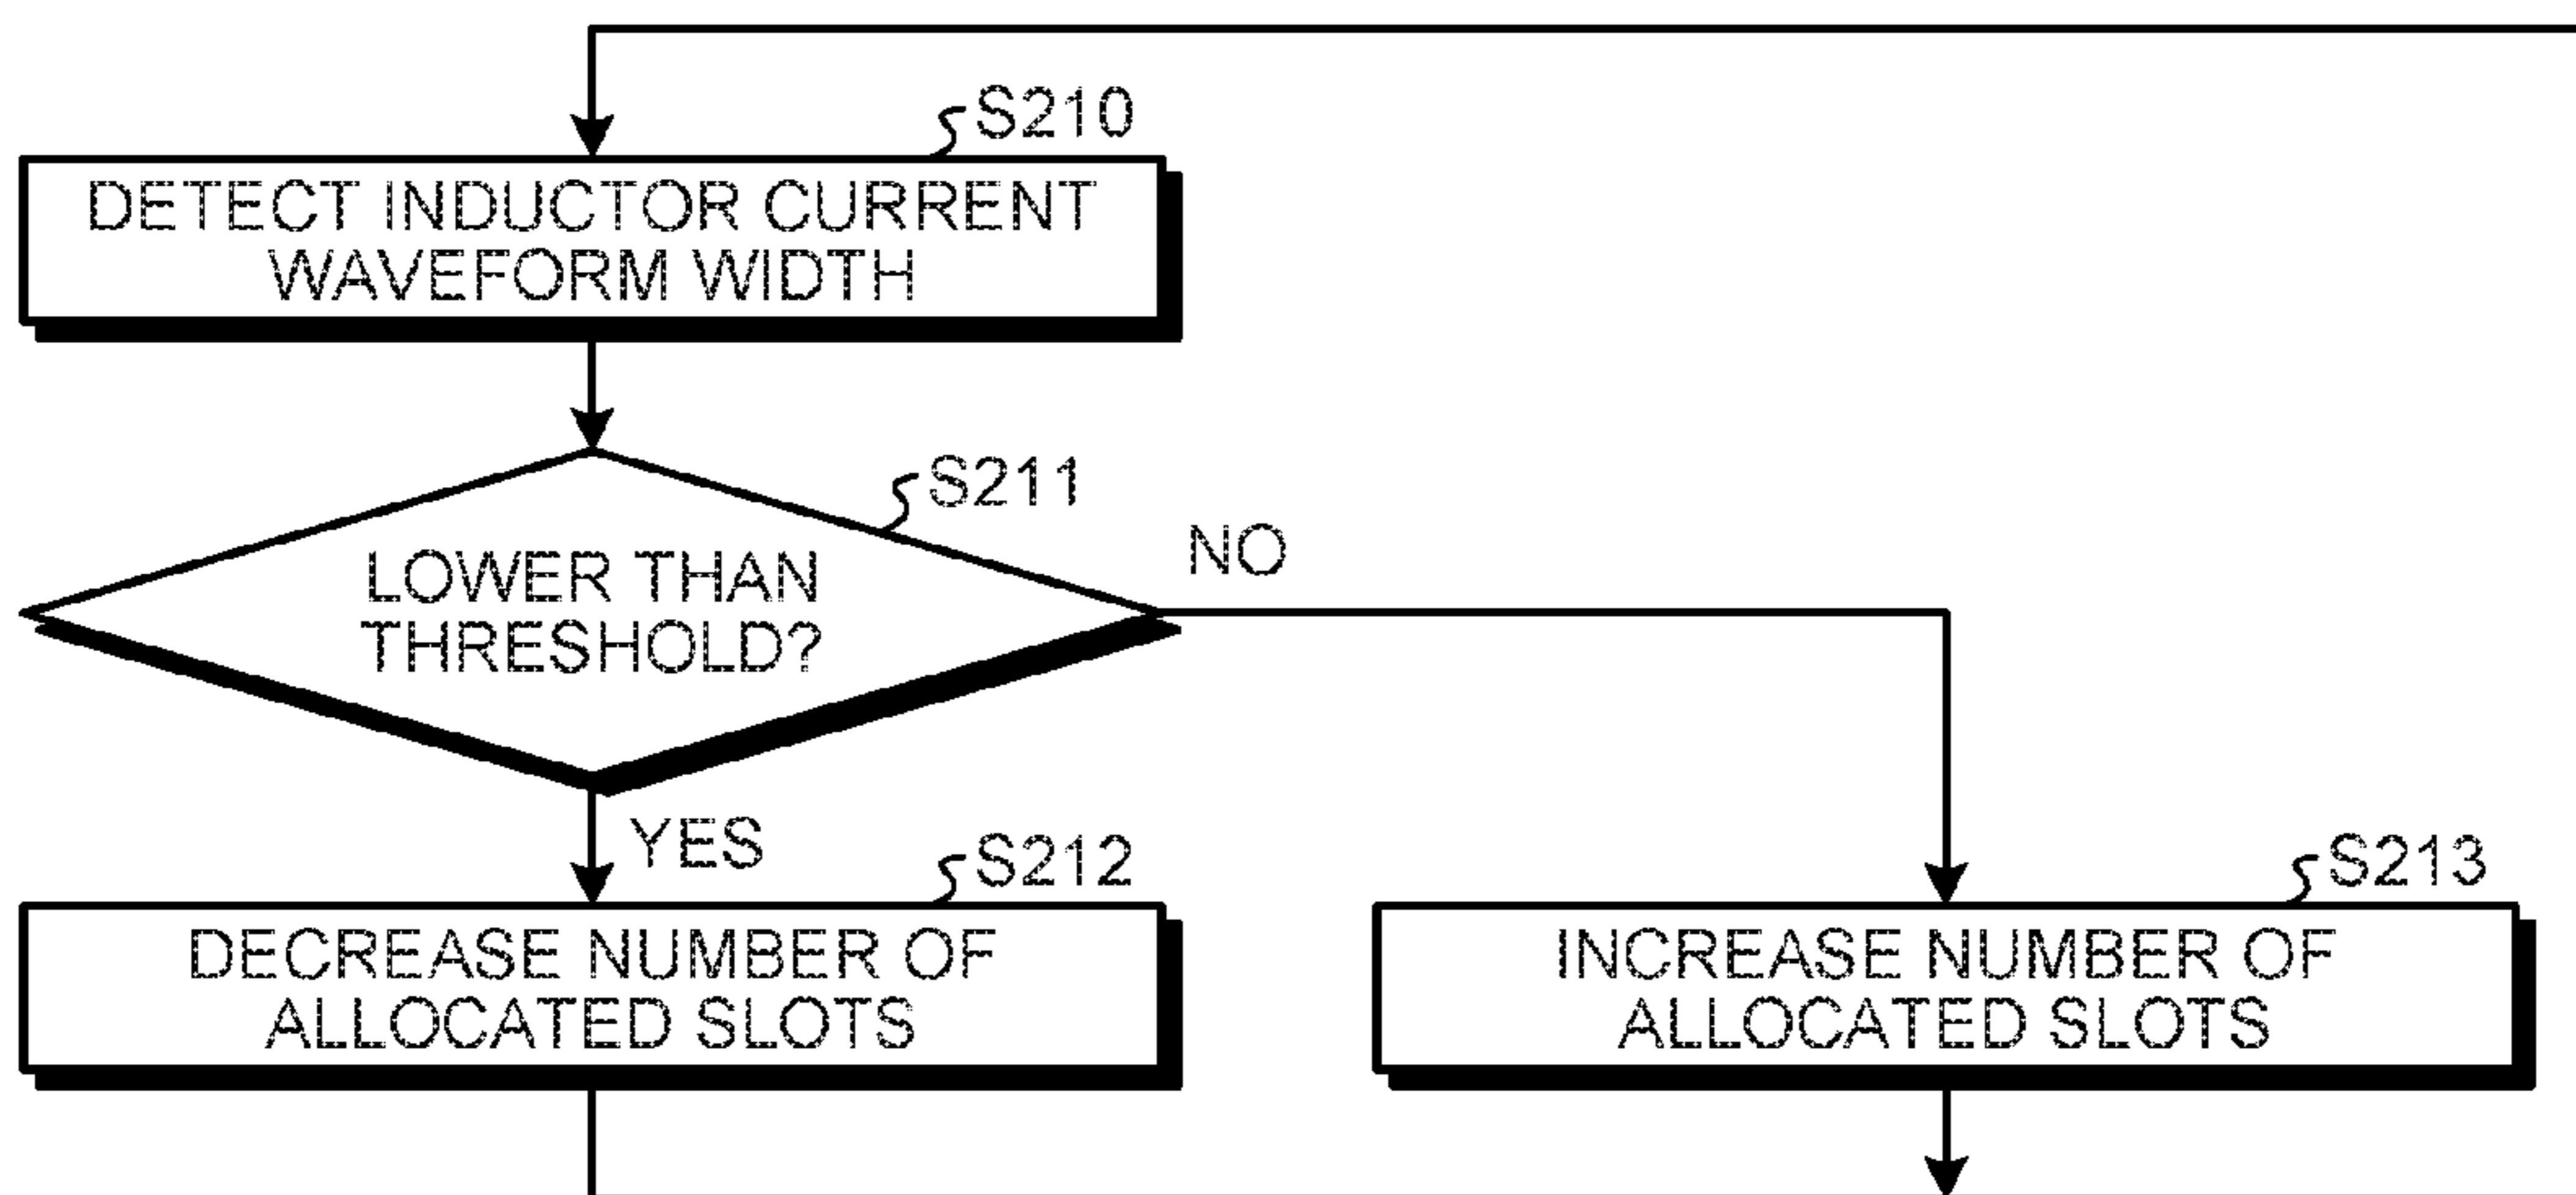 S210
DETECT INDUCTOR CURRENT
WAVEFORM WIDTH
S211
LOWER THAN
THRESHOLD?
NO
YES
S212
DECREASE NUMBER OF
ALLOCATED SLOTS
S213
INCREASE NUMBER OF
ALLOCATED SLOTS